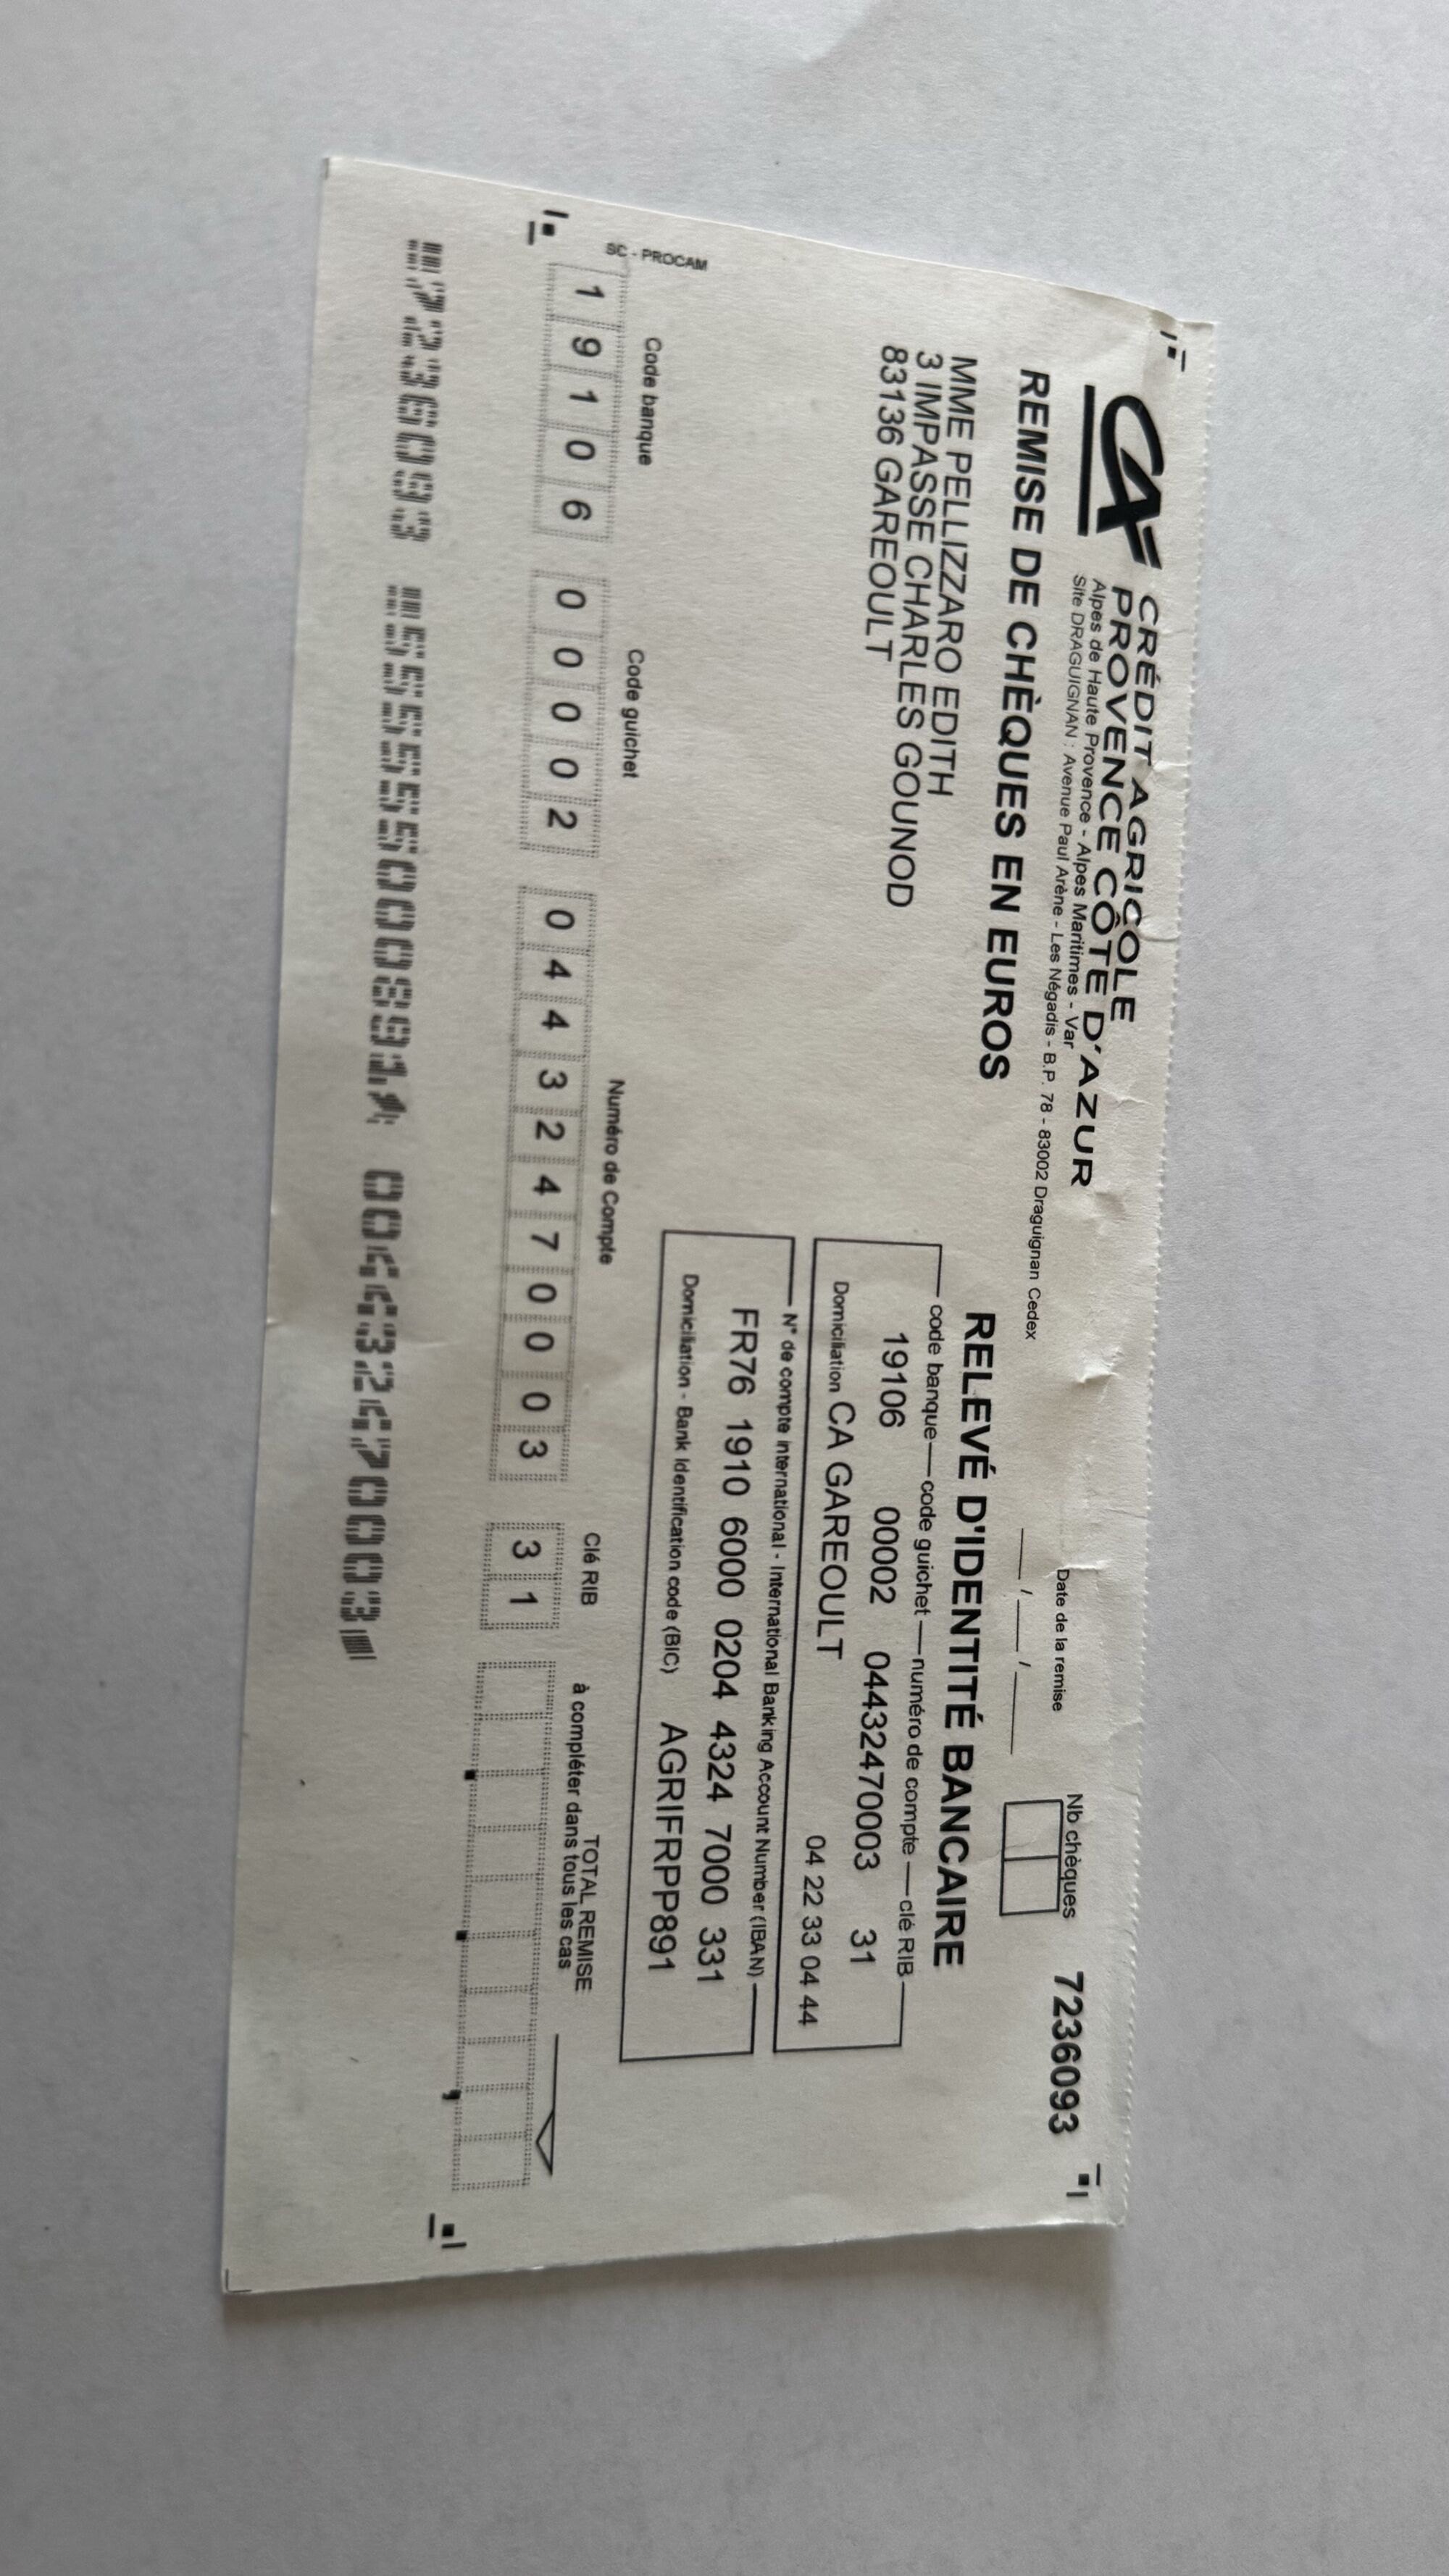 CA
CRÉDIT AGRICOLE
PROVENCE CÔTE D'AZUR
Alpes de Haute Provence - Alpes Maritimes - Var
Site DRAGUIGNAN : Avenue Paul Arène - Les Négadis - B.P. 78 - 83002 Draguignan Cedex
Date de la remise
__ / __ / ____
Nb chèques
7236093
REMISE DE CHÈQUES EN EUROS
MME PELLIZZARO EDITH
3 IMPASSE CHARLES GOUNOD
83136 GAREOULT
RELEVÉ D'IDENTITÉ BANCAIRE
code banque code guichet numéro de compte clé RIB
19106 00002 04432470003 31
Domiciliation CA GAREOULT 04 22 33 04 44
N° de compte international - International Banking Account Number (IBAN)
FR76 1910 6000 0204 4324 7000 331
Domiciliation - Bank Identification code (BIC) AGRIFRPP891
SC - PROCAM
Code banque Code guichet Numéro de Compte Clé RIB
TOTAL REMISE
à compléter dans tous les cas
1 9 1 0 6 0 0 0 0 2 0 4 4 3 2 4 7 0 0 0 3 3 1
7236093 555550008914 004432470003